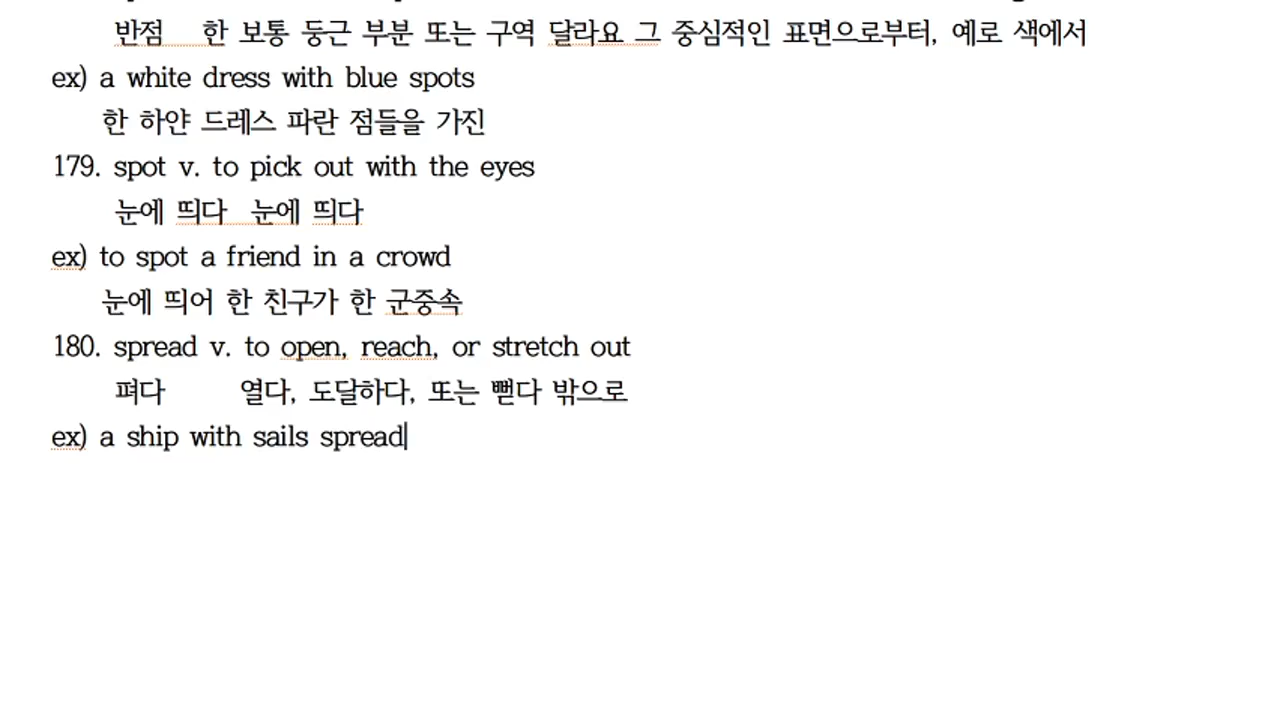 반점 한 보통 둥근 부분 또는 구역 달라요 그 중심적인 표면으로부터, 예로 색에서
ex) a white dress with blue spots
한 하얀 드레스 파란 점들을 가진
179. spot v. to pick out with the eyes
눈에 띄다 눈에 띄다
ex) to spot a friend in a crowd
눈에 띄어 한 친구가 한 군중속
180. spread v. to open, reach, or stretch out
펴다 열다, 도달하다, 또는 뻗다 밖으로
ex) a ship with sails spread